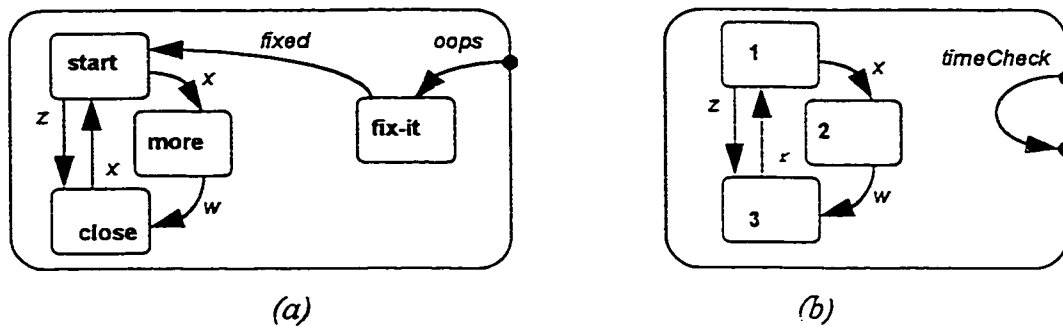 start
x
z
more
x
w
close
fixed
oops
fix-it
(a)
1
x
z
2
r
w
3
timeCheck
(b)